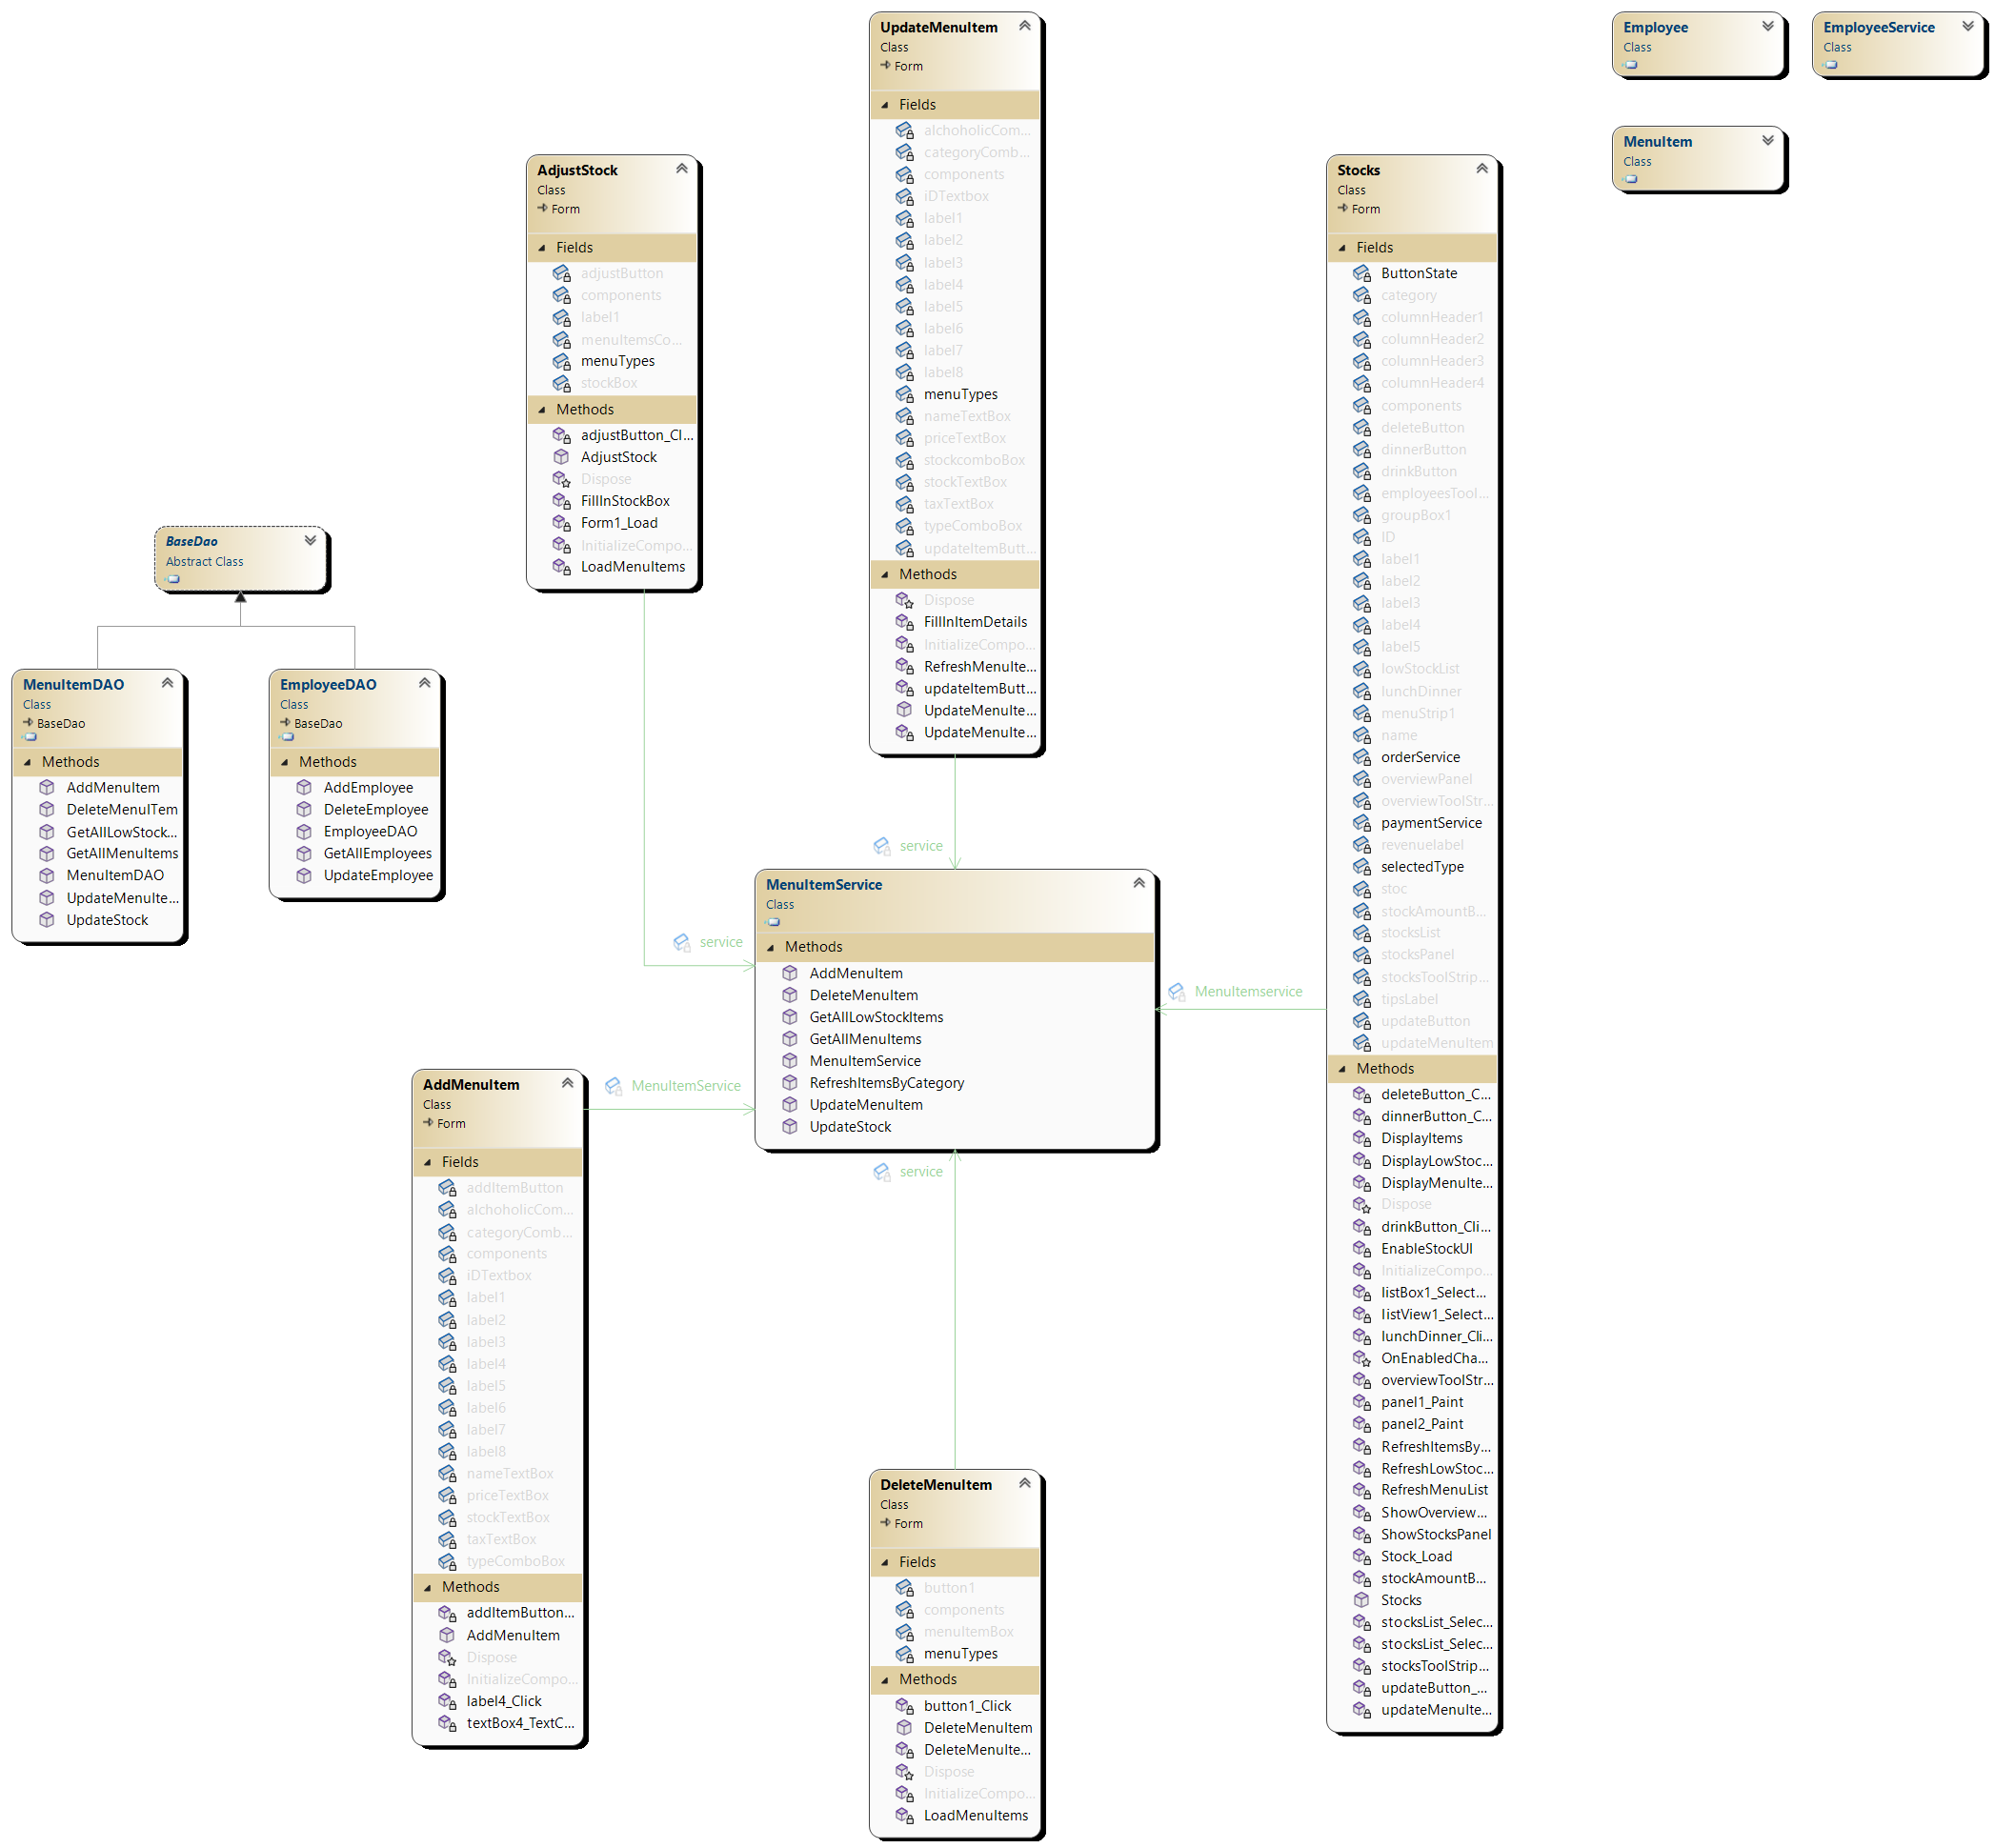 UpdateMenuItem
Class
Form
Fields
alchoholicCom...
categoryComb...
components
iDTextbox
label1
label2
label3
label4
label5
label6
label7
label8
menuTypes
nameTextBox
priceTextBox
stockcomboBox
stockTextBox
taxTextBox
typeComboBox
updateItemButt...
Methods
Dispose
FillInItemDetails
InitializeCompo...
RefreshMenuIte...
updateItemButt...
UpdateMenuIte...
UpdateMenuIte...
Employee
Class
EmployeeService
Class
MenuItem
Class
AdjustStock
Class
Form
Fields
adjustButton
components
label1
menuItemsCo...
menuTypes
stockBox
Methods
adjustButton_Cl...
AdjustStock
Dispose
FillInStockBox
Form1_Load
InitializeCompo...
LoadMenuItems
Stocks
Class
Form
Fields
ButtonState
category
columnHeader1
columnHeader2
columnHeader3
columnHeader4
components
deleteButton
dinnerButton
drinkButton
employeesTool...
groupBox1
ID
label1
label2
label3
label4
label5
lowStockList
lunchDinner
menuStrip1
name
orderService
overviewPanel
overviewToolStr...
paymentService
revenuelabel
selectedType
stoc
stockAmountB...
stocksList
stocksPanel
stocksToolStrip...
tipsLabel
updateButton
updateMenuItem
Methods
deleteButton_C...
dinnerButton_C...
DisplayItems
DisplayLowStoc...
DisplayMenuIte...
Dispose
drinkButton_Cli...
EnableStockUI
InitializeCompo...
listBox1_Select...
listView1_Select...
lunchDinner_Cli...
OnEnabledCha...
overviewToolStr...
panel1_Paint
panel2_Paint
RefreshItemsBy...
RefreshLowStoc...
RefreshMenuList
ShowOverview...
ShowStocksPanel
Stock_Load
stockAmountB...
Stocks
stocksList_Selec...
stocksList_Selec...
stocksToolStrip...
updateButton_...
updateMenuIte...
BaseDao
Abstract Class
MenuItemDAO
Class
BaseDao
Methods
AddMenuItem
DeleteMenuITem
GetAllLowStock...
GetAllMenuItems
MenuItemDAO
UpdateMenuIte...
UpdateStock
EmployeeDAO
Class
BaseDao
Methods
AddEmployee
DeleteEmployee
EmployeeDAO
GetAllEmployees
UpdateEmployee
service
service
MenuItemservice
MenuItemService
service
MenuItemService
Class
Methods
AddMenuItem
DeleteMenuItem
GetAllLowStockItems
GetAllMenuItems
MenuItemService
RefreshItemsByCategory
UpdateMenuItem
UpdateStock
AddMenuItem
Class
Form
Fields
addItemButton
alchoholicCom...
categoryComb...
components
iDTextbox
label1
label2
label3
label4
label5
label6
label7
label8
nameTextBox
priceTextBox
stockTextBox
taxTextBox
typeComboBox
Methods
addItemButton...
AddMenuItem
Dispose
InitializeCompo...
label4_Click
textBox4_TextC...
DeleteMenuItem
Class
Form
Fields
button1
components
menuItemBox
menuTypes
Methods
button1_Click
DeleteMenuItem
DeleteMenuIte...
Dispose
InitializeCompo...
LoadMenuItems